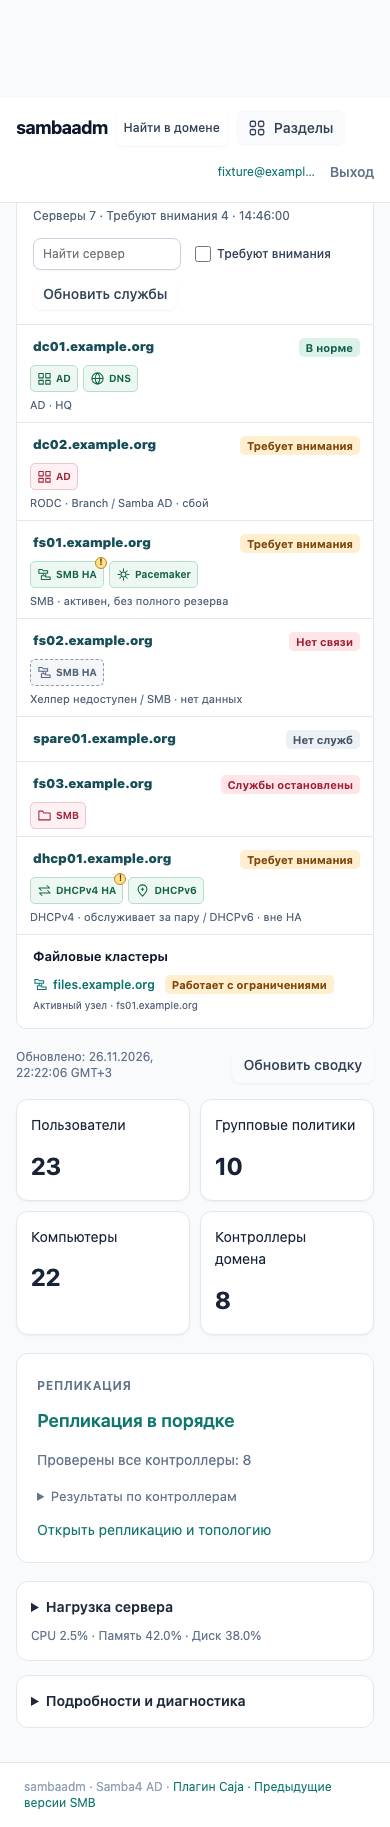 sambaadm
Найти в домене
Разделы
fixture@exampl...
Выход
Серверы 7 · Требуют внимания 4 · 14:46:00
Найти сервер
Требуют внимания
Обновить службы
dc01.example.org
В норме
AD
DNS
AD · HQ
dc02.example.org
Требует внимания
AD
RODC · Branch / Samba AD · сбой
fs01.example.org
Требует внимания
SMB HA
!
Pacemaker
SMB · активен, без полного резерва
fs02.example.org
Нет связи
SMB HA
Хелпер недоступен / SMB · нет данных
spare01.example.org
Нет служб
fs03.example.org
Службы остановлены
SMB
dhcp01.example.org
Требует внимания
DHCPv4 HA
!
DHCPv6
DHCPv4 · обслуживает за пару / DHCPv6 · вне HA
Файловые кластеры
files.example.org
Работает с ограничениями
Активный узел · fs01.example.org
Обновлено: 26.11.2026,
22:22:06 GMT+3
Обновить сводку
Пользователи
23
Групповые политики
10
Компьютеры
22
Контроллеры
домена
8
РЕПЛИКАЦИЯ
Репликация в порядке
Проверены все контроллеры: 8
Результаты по контроллерам
Открыть репликацию и топологию
Нагрузка сервера
CPU 2.5% · Память 42.0% · Диск 38.0%
Подробности и диагностика
sambaadm · Samba4 AD · Плагин Caja · Предыдущие
версии SMB